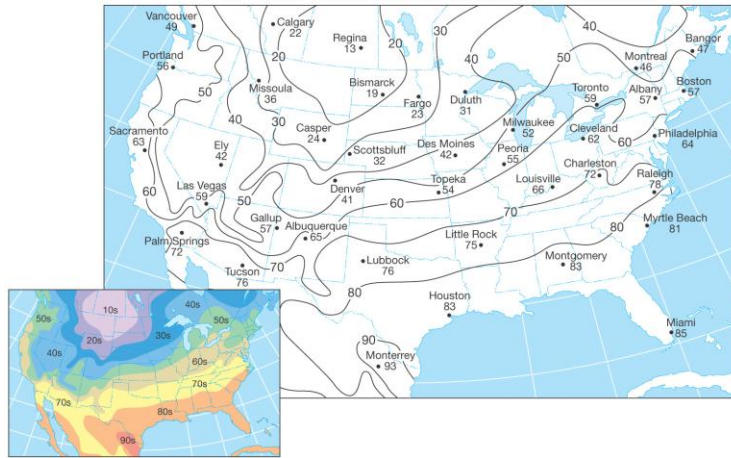 Vancouver
49
Calgary
22
Regina
13
20
20
30
40
40
50
Bangor
47
Portland
56
50
Missoula
36
40
30
Bismarck
19
Fargo
23
Duluth
31
40
Montreal
46
Toronto
59
Albany
57
Boston
57
Sacramento
63
Ely
42
Casper
24
Scottsbluff
32
Des Moines
42
Milwaukee
52
Peoria
55
Cleveland
62
60
Philadelphia
64
60
Las Vegas
59
50
Denver
41
Topeka
54
60
Louisville
66
Charleston
72
Raleigh
78
Palm Springs
72
Gallup
57
Albuquerque
65
70
Little Rock
75
80
Myrtle Beach
81
Tucson
76
70
Lubbock
76
80
Montgomery
83
Houston
83
Miami
85
90
Monterrey
93
50s
10s
40s
20s
30s
50s
40s
60s
70s
70s
80s
90s